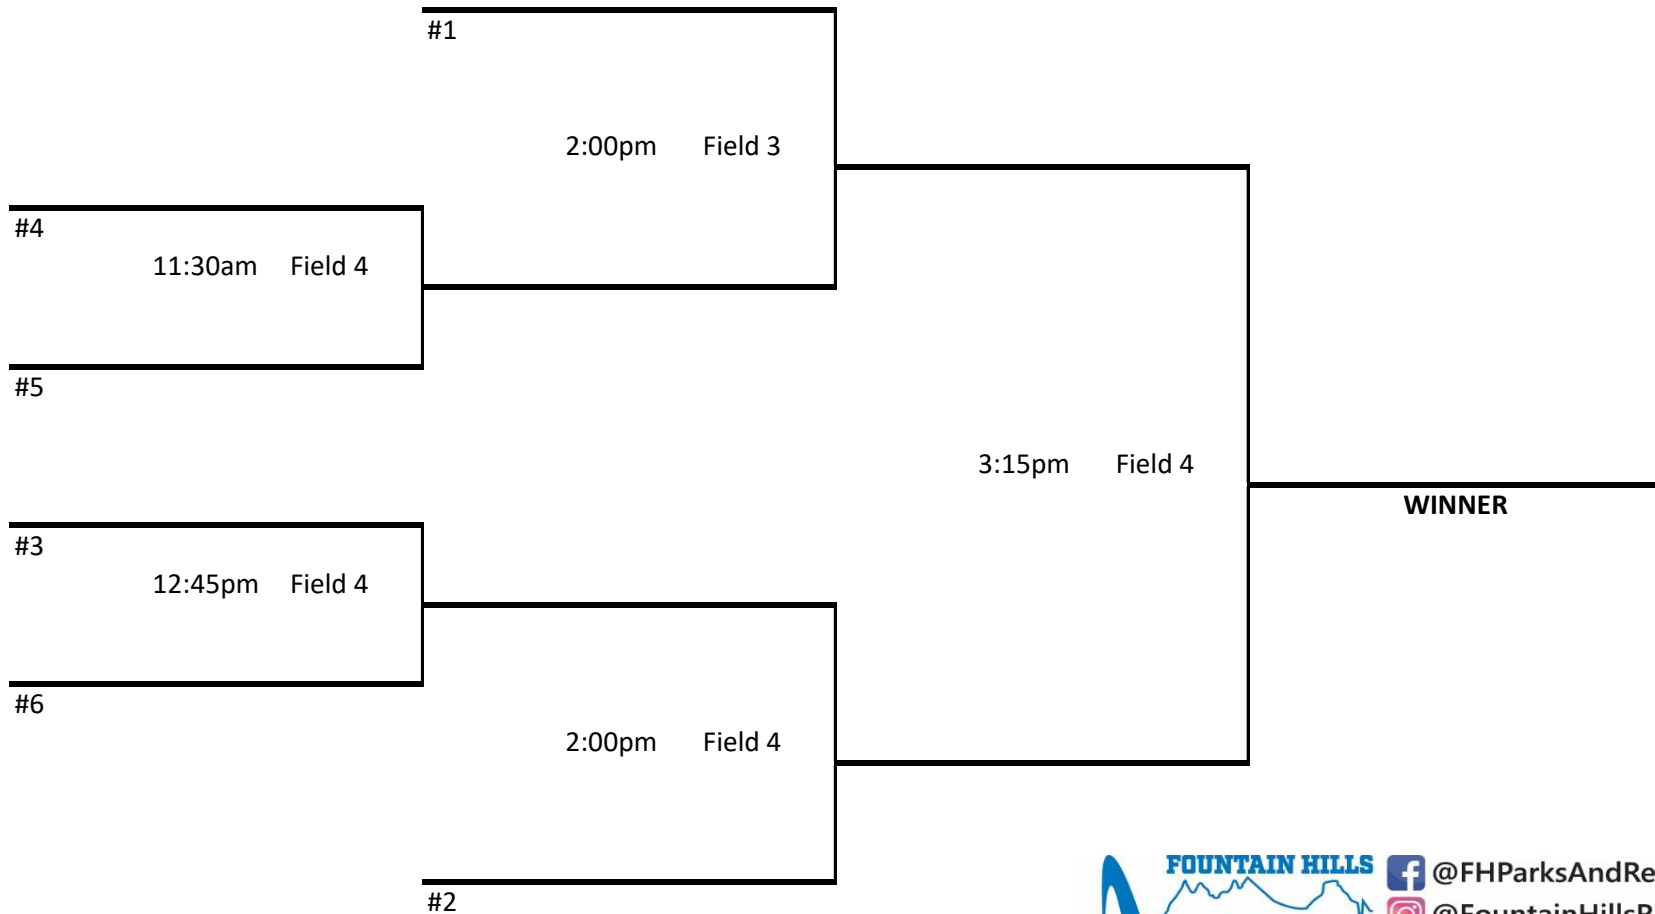 #1
2:00pm Field 3
#4
11:30am Field 4
#5
3:15pm Field 4
WINNER
#3
12:45pm Field 4
#6
2:00pm Field 4
#2
FOUNTAIN HILLS
@FHParksAndRe